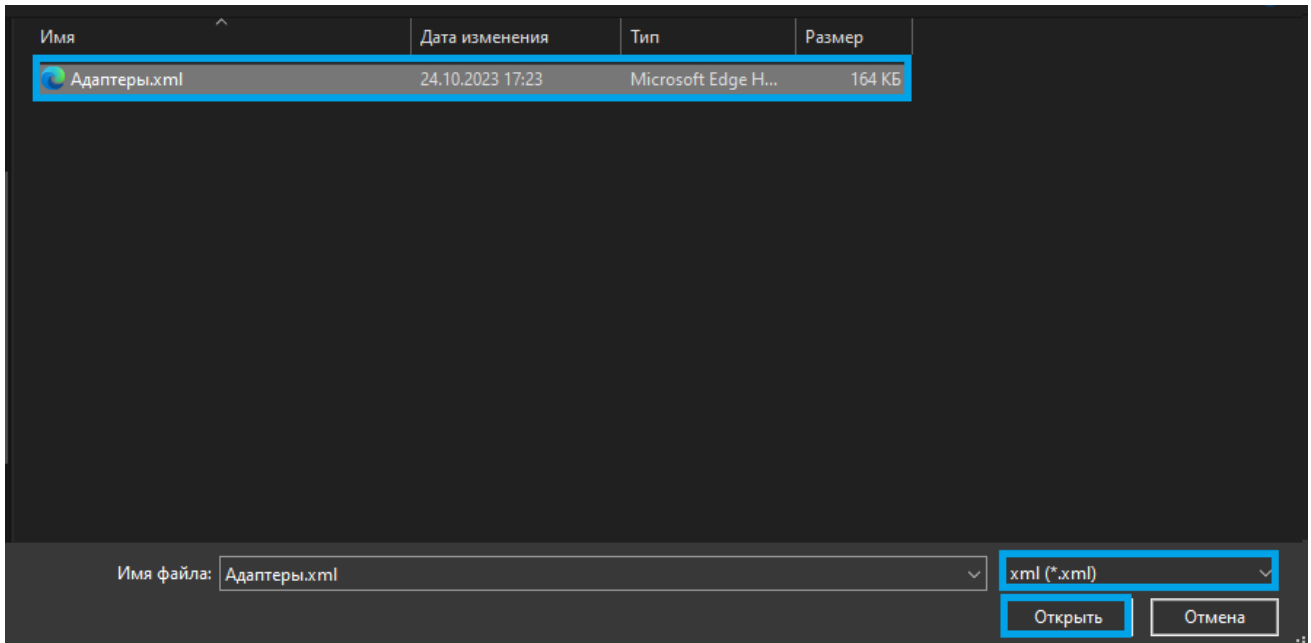 Имя Дата изменения Тип Размер
Адаптеры.xml 24.10.2023 17:23 Microsoft Edge H... 164 КБ
Имя файла: Адаптеры.xml xml (*.xml)
Открыть Отмена